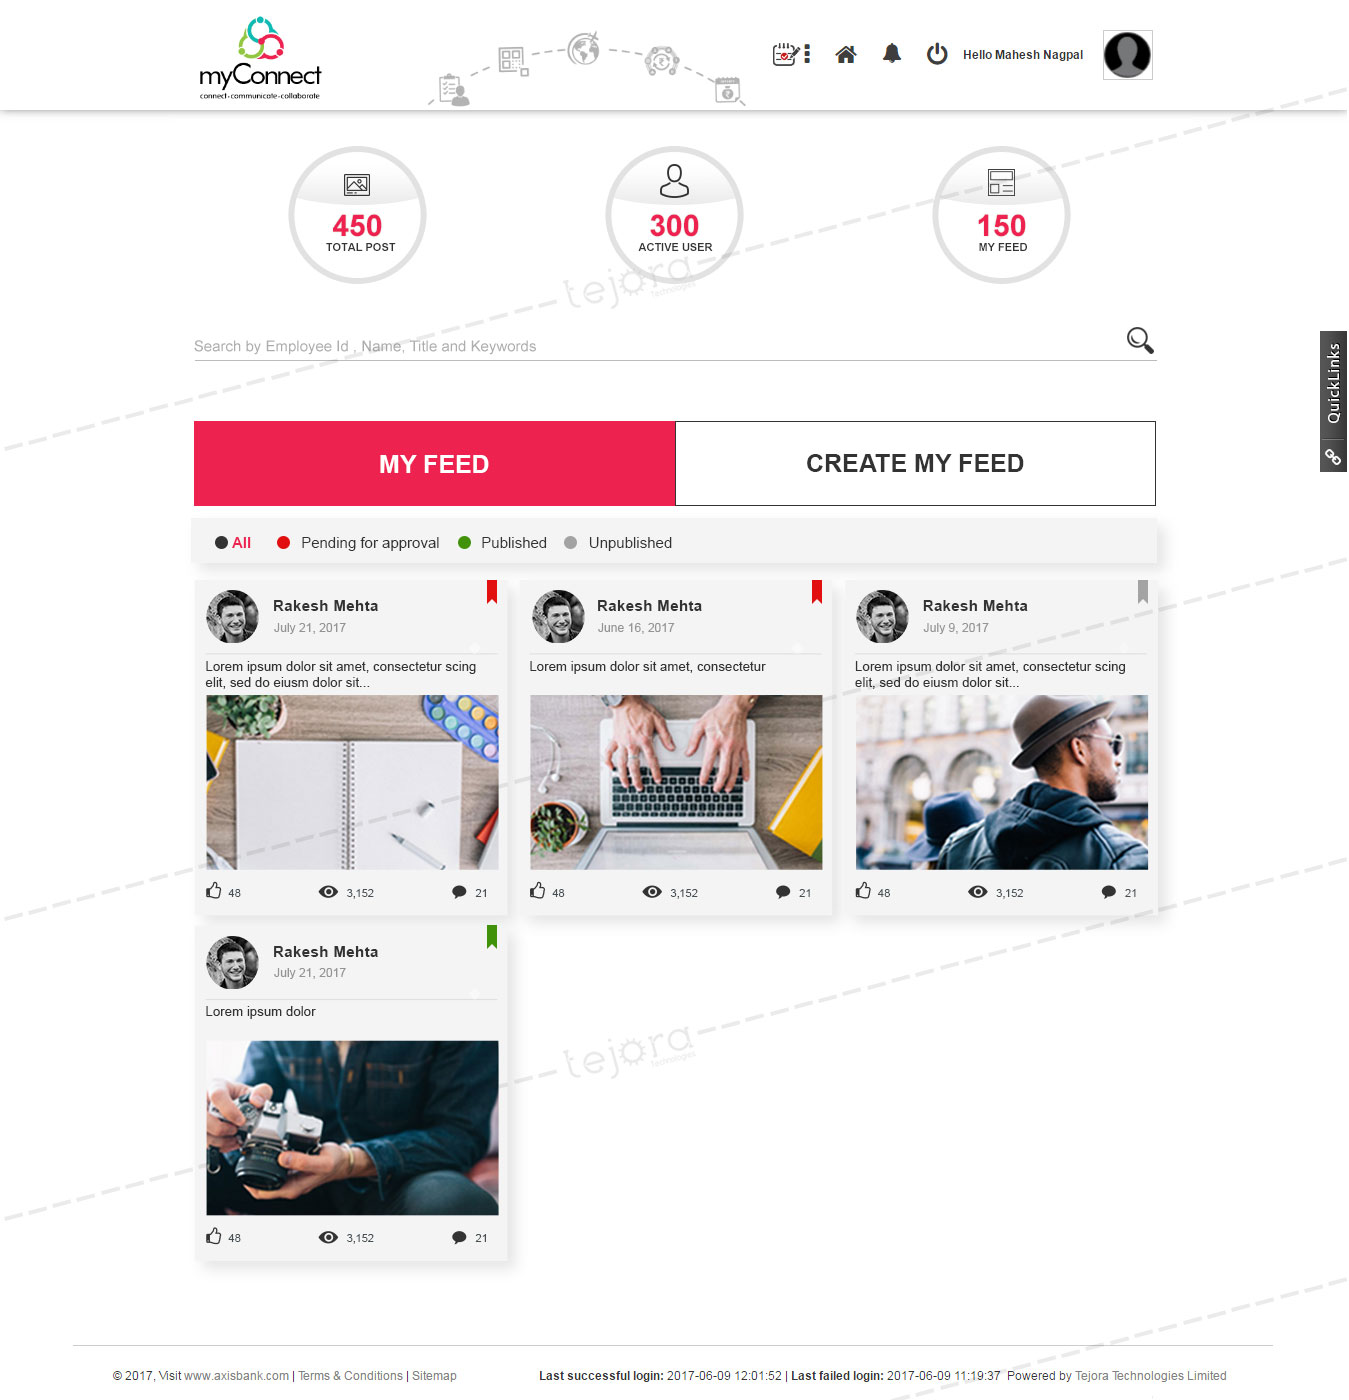 myConnect
connect-communicate-collaborate
Hello Mahesh Nagpal
450
TOTAL POST
300
ACTIVE USER
150
MY FEED
tejora
Technologies
Search by Employee Id , Name, Title and Keywords
QuickLinks
MY FEED
CREATE MY FEED
All
Pending for approval
Published
Unpublished
Rakesh Mehta
July 21, 2017
Lorem ipsum dolor sit amet, consectetur scing
elit, sed do eiusm dolor sit...
48
3,152
21
Rakesh Mehta
June 16, 2017
Lorem ipsum dolor sit amet, consectetur
48
3,152
21
Rakesh Mehta
July 9, 2017
Lorem ipsum dolor sit amet, consectetur scing
elit, sed do eiusm dolor sit...
48
3,152
21
Rakesh Mehta
July 21, 2017
Lorem ipsum dolor
48
3,152
21
tejora
Technologies
© 2017, Visit www.axisbank.com | Terms & Conditions | Sitemap
Last successful login: 2017-06-09 12:01:52 | Last failed login: 2017-06-09 11:19:37 Powered by Tejora Technologies Limited